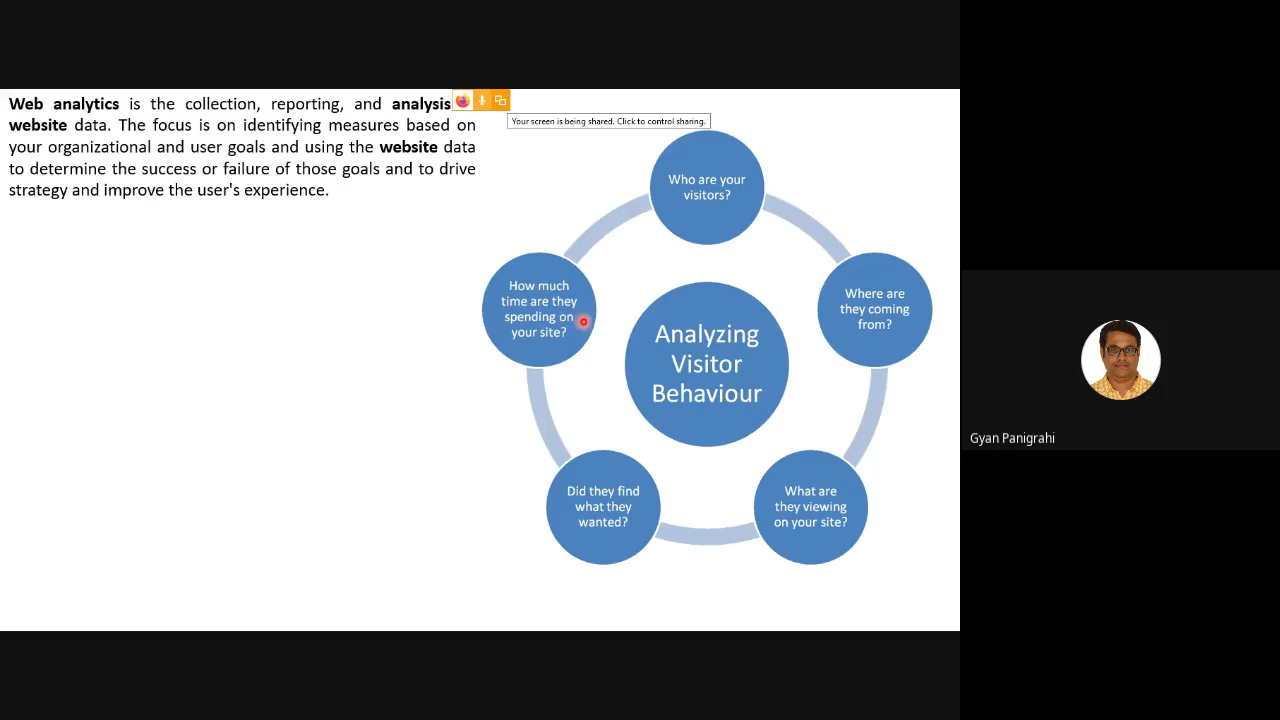 Web analytics is the collection, reporting, and analysis
website data. The focus is on identifying measures based on
your organizational and user goals and using the website data
to determine the success or failure of those goals and to drive
strategy and improve the user's experience.
Your screen is being shared. Click to control sharing.
Who are your
visitors?
Where are
they coming
from?
What are
they viewing
on your site?
Did they find
what they
wanted?
How much
time are they
spending on
your site?
Analyzing
Visitor
Behaviour
Gyan Panigrahi